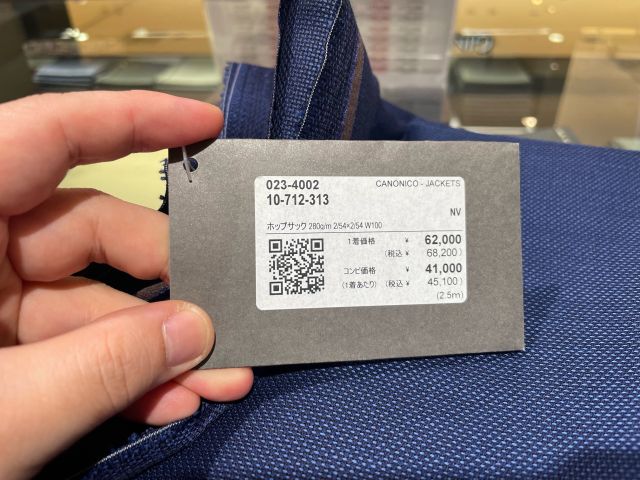 023-4002 CANONICO - JACKETS
10-712-313
NV
ホップサック 280g/m 2/54×2/54 W100
1着価格 ¥ 62,000
(税込 ¥ 68,200)
コンビ価格 ¥ 41,000
(1着あたり) (税込 ¥ 45,100)
(2.5m)